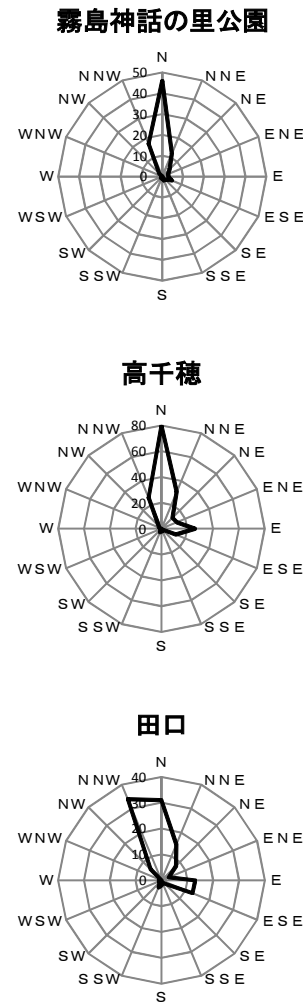 霧島神話の里公園
N
NNW NNE
NW NE
WNW ENE
W E
WSW ESE
SW SE
SSW SSE
S
50
40
30
20
10
0
高千穂
N
NNW NNE
NW NE
WNW ENE
W E
WSW ESE
SW SE
SSW SSE
S
80
60
40
20
0
田口
N
NNW NNE
NW NE
WNW ENE
W E
WSW ESE
SW SE
SSW SSE
S
40
30
20
10
0